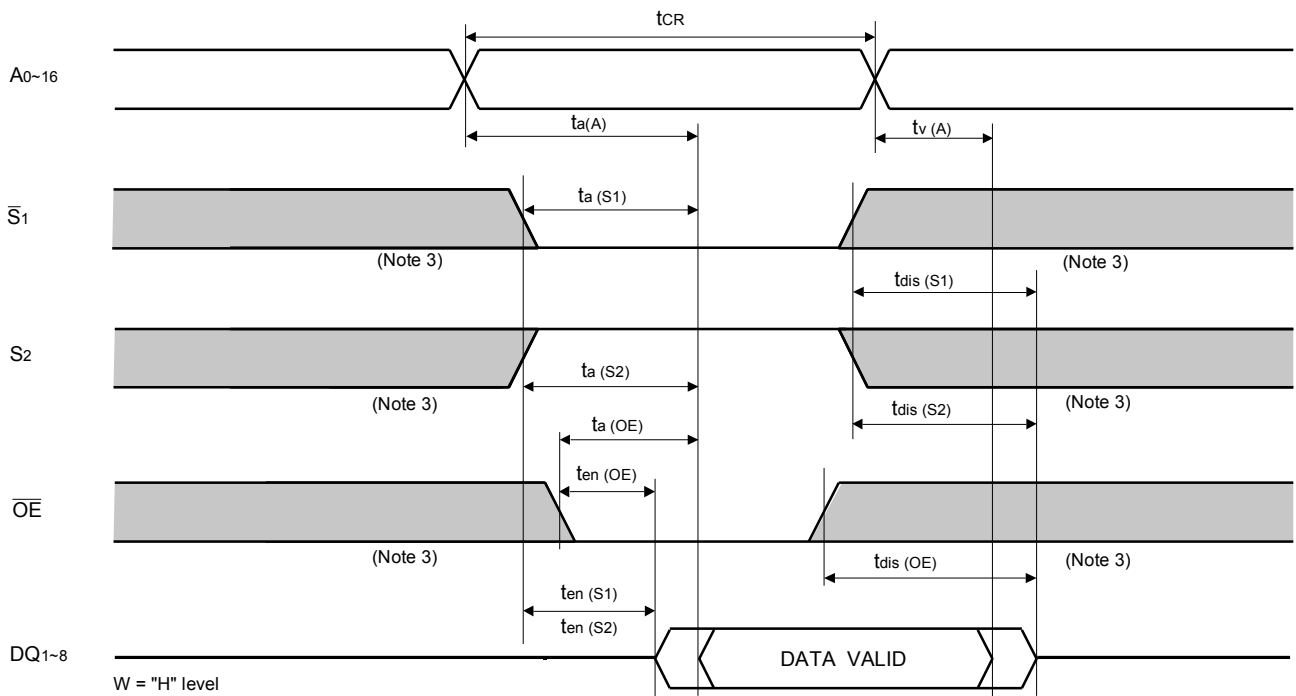 tCR
A0~16
ta(A)
tv (A)
S̅1
ta (S1)
(Note 3)
(Note 3)
tdis (S1)
S2
ta (S2)
(Note 3)
(Note 3)
tdis (S2)
ta (OE)
ten (OE)
O̅E̅
(Note 3)
(Note 3)
tdis (OE)
ten (S1)
ten (S2)
DQ1~8
DATA VALID
W = "H" level